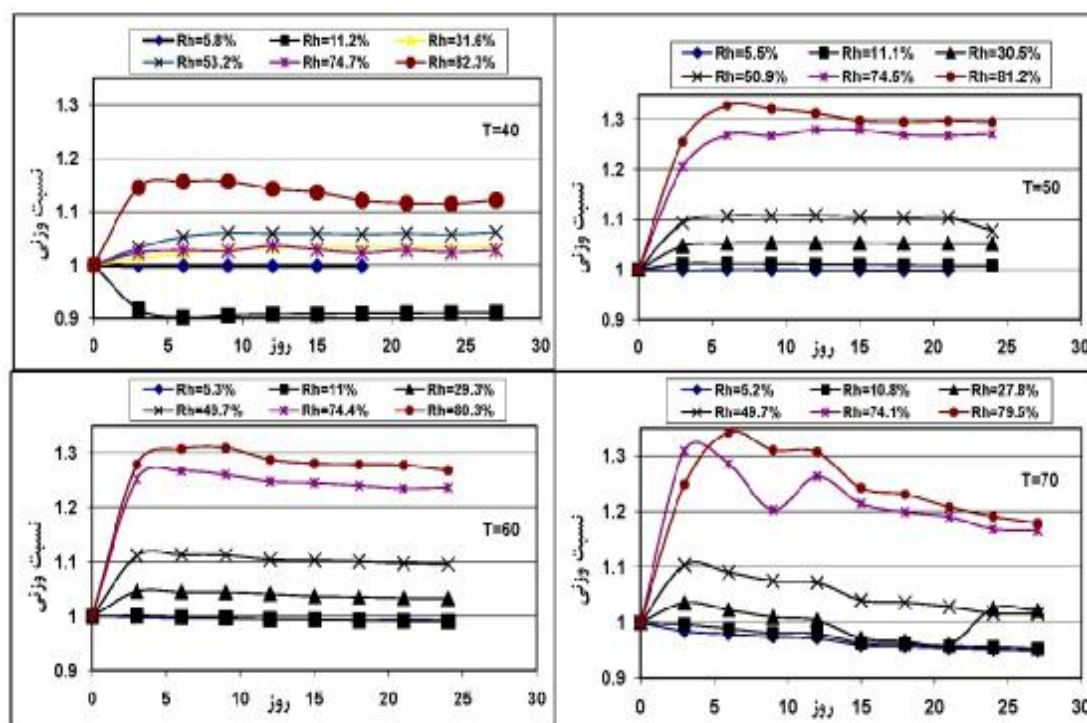 Rh=5.8% Rh=11.2% Rh=31.6%
Rh=53.2% Rh=74.7% Rh=82.3%
T=40
1.3
1.2
1.1
1
0.9
نسبت وزنی
0 5 10 15 20 25 30
روز
Rh=5.5% Rh=11.1% Rh=30.5%
Rh=50.9% Rh=74.5% Rh=81.2%
T=50
1.3
1.2
1.1
1
0.9
نسبت وزنی
0 5 10 15 20 25 30
روز
Rh=5.3% Rh=11% Rh=29.3%
Rh=49.7% Rh=74.4% Rh=80.3%
T=60
1.3
1.2
1.1
1
0.9
نسبت وزنی
0 5 10 15 20 25 30
روز
Rh=5.2% Rh=10.8% Rh=27.8%
Rh=49.7% Rh=74.1% Rh=79.5%
T=70
1.3
1.2
1.1
1
0.9
نسبت وزنی
0 5 10 15 20 25 30
روز